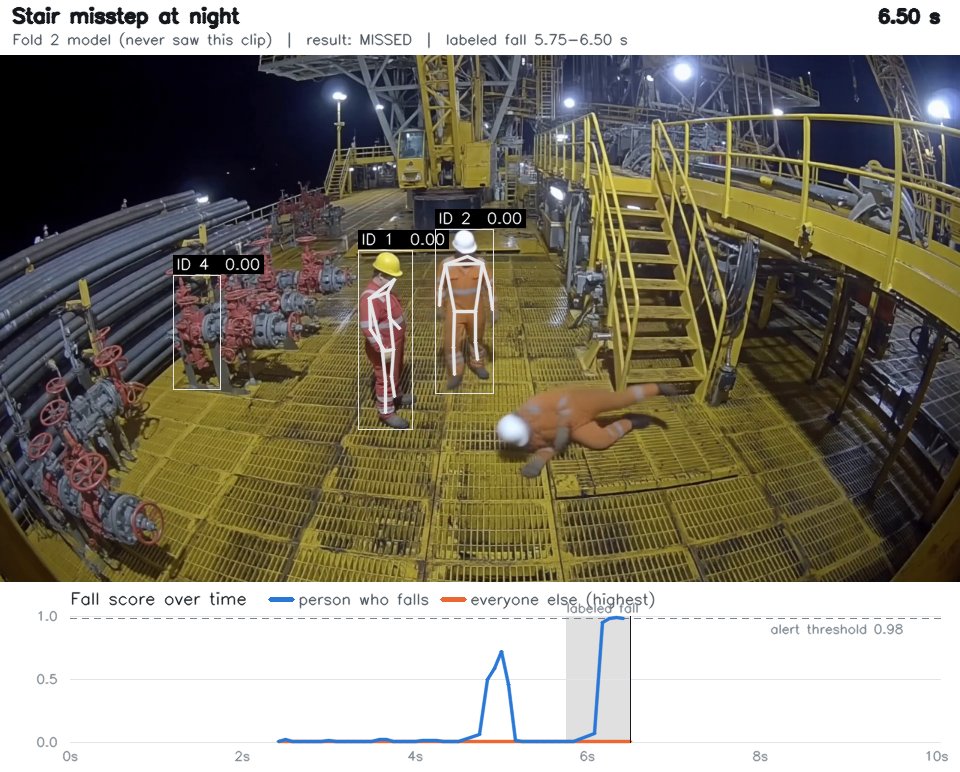 Stair misstep at night
6.50 s
Fold 2 model (never saw this clip) | result: MISSED | labeled fall 5.75-6.50 s
ID 2 0.00
ID 1 0.00
ID 4 0.00
Fall score over time
person who falls
everyone else (highest)
labeled fall
1.0
alert threshold 0.98
0.5
0.0
0s 2s 4s 6s 8s 10s